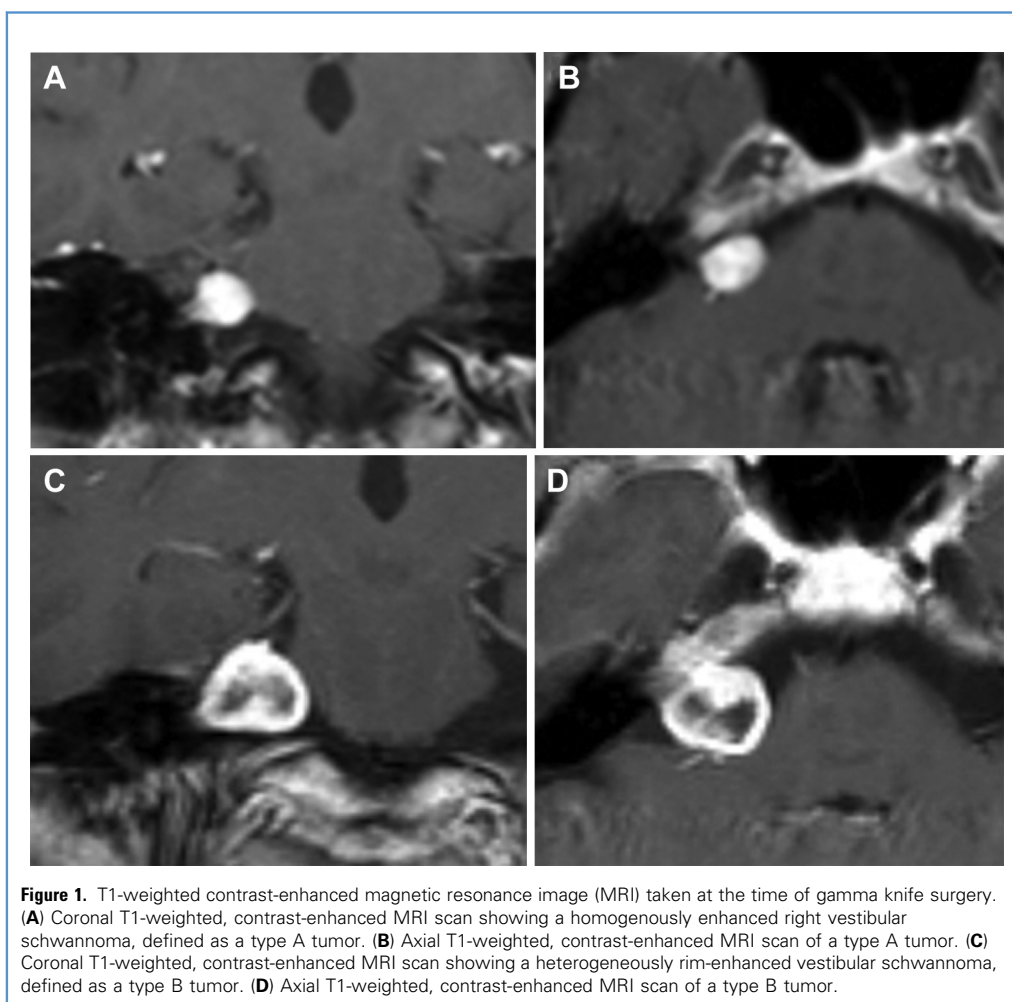 A
B
C
D
Figure 1. T1-weighted contrast-enhanced magnetic resonance image (MRI) taken at the time of gamma knife surgery.
(A) Coronal T1-weighted, contrast-enhanced MRI scan showing a homogenously enhanced right vestibular
schwannoma, defined as a type A tumor. (B) Axial T1-weighted, contrast-enhanced MRI scan of a type A tumor. (C)
Coronal T1-weighted, contrast-enhanced MRI scan showing a heterogeneously rim-enhanced vestibular schwannoma,
defined as a type B tumor. (D) Axial T1-weighted, contrast-enhanced MRI scan of a type B tumor.